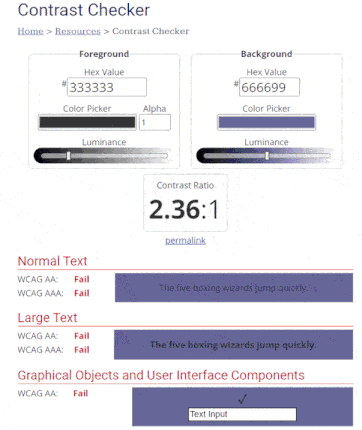 Contrast Checker
Home > Resources > Contrast Checker
Foreground
Background
Hex Value
Hex Value
#333333
#666699
Color Picker
Alpha
Color Picker
1
Luminance
Luminance
Contrast Ratio
2.36:1
permalink
Normal Text
WCAG AA: Fail
WCAG AAA: Fail
The five boxing wizards jump quickly.
Large Text
WCAG AA: Fail
WCAG AAA: Fail
The five boxing wizards jump quickly.
Graphical Objects and User Interface Components
WCAG AA: Fail
✓
Text Input